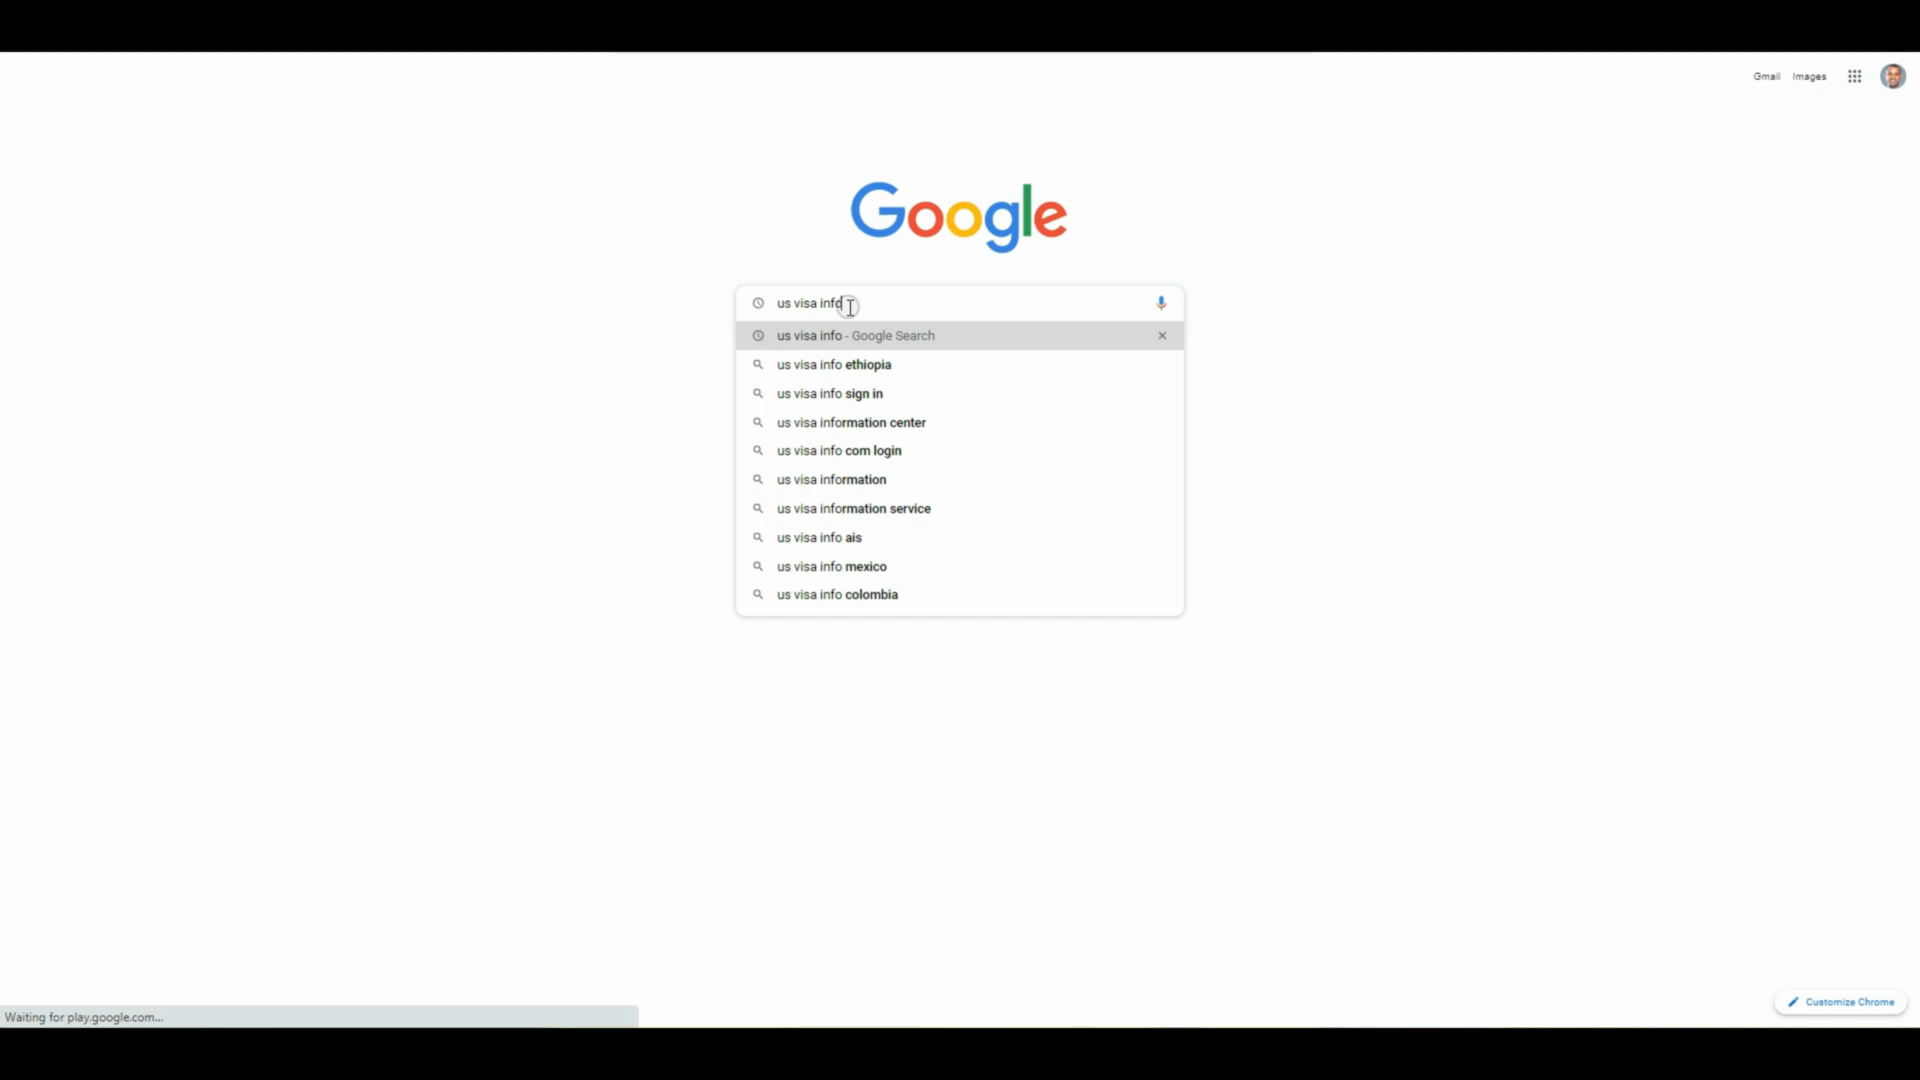 Gmail Images
Google
us visa info
us visa info - Google Search
us visa info ethiopia
us visa info sign in
us visa information center
us visa info com login
us visa information
us visa information service
us visa info ais
us visa info mexico
us visa info colombia
Customize Chrome
Waiting for play.google.com...